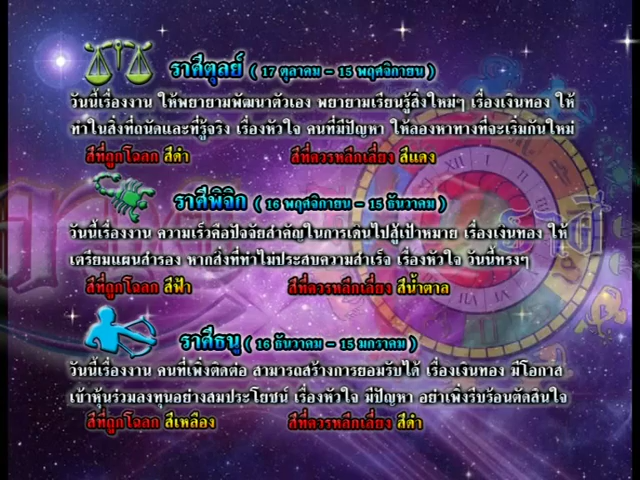 ราศีตุลย์ ( 17 ตุลาคม - 15 พฤศจิกายน )
วันนี้เรื่องงาน ให้พยายามพัฒนาตัวเอง พยายามเรียนรู้สิ่งใหม่ๆ เรื่องเงินทอง ให้
ทำในสิ่งที่ถนัดและที่รู้จริง เรื่องหัวใจ คนที่มีปัญหา ให้ลองหาทางที่จะเริ่มกันใหม่
สีที่ถูกโฉลก สีดำ สีที่ควรหลีกเลี่ยง สีแดง
ราศีพิจิก ( 16 พฤศจิกายน - 15 ธันวาคม )
วันนี้เรื่องงาน ความเร็วคือปัจจัยสำคัญในการเดินไปสู่เป้าหมาย เรื่องเงินทอง ให้
เตรียมแผนสำรอง หากสิ่งที่ทำไม่ประสบความสำเร็จ เรื่องหัวใจ วันนี้ทรงๆ
สีที่ถูกโฉลก สีฟ้า สีที่ควรหลีกเลี่ยง สีน้ำตาล
ราศีธนู ( 16 ธันวาคม - 15 มกราคม )
วันนี้เรื่องงาน คนที่เพิ่งติดต่อ สามารถสร้างการยอมรับได้ เรื่องเงินทอง มีโอกาส
เข้าหุ้นร่วมลงทุนอย่างสมประโยชน์ เรื่องหัวใจ มีปัญหา อย่าเพิ่งรีบร้อนตัดสินใจ
สีที่ถูกโฉลก สีเหลือง สีที่ควรหลีกเลี่ยง สีดำ